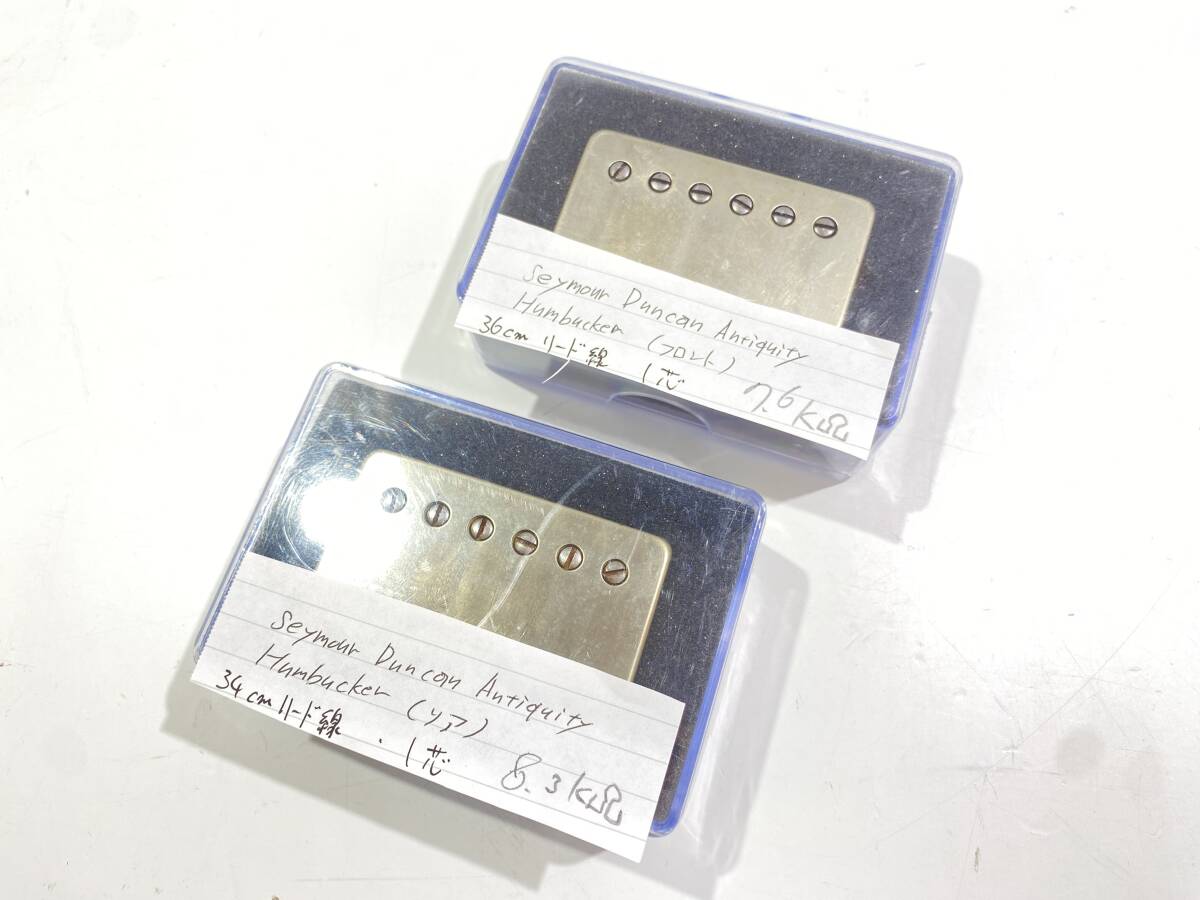 Seymour Duncan Antiquity
Humbucker (フロント)
36cm リード線 1芯 7.6kΩ
Seymour Duncan Antiquity
Humbucker (リア)
34cm リード線 ・ 1芯 8.3kΩ